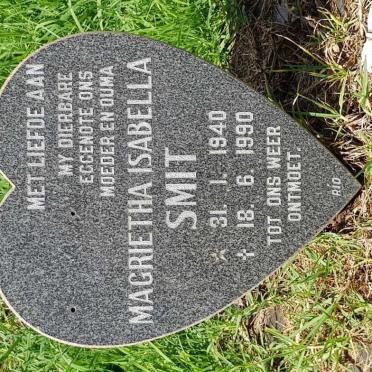 MET LIEFDE AAN
MY DIERBARE
EGGENOTE ONS
MOEDER EN OUMA
MAGRIETHA ISABELLA
SMIT
☆ 31. 1. 1940
✝ 18. 6. 1990
TOT ONS WEER
ONTMOET.
RIO